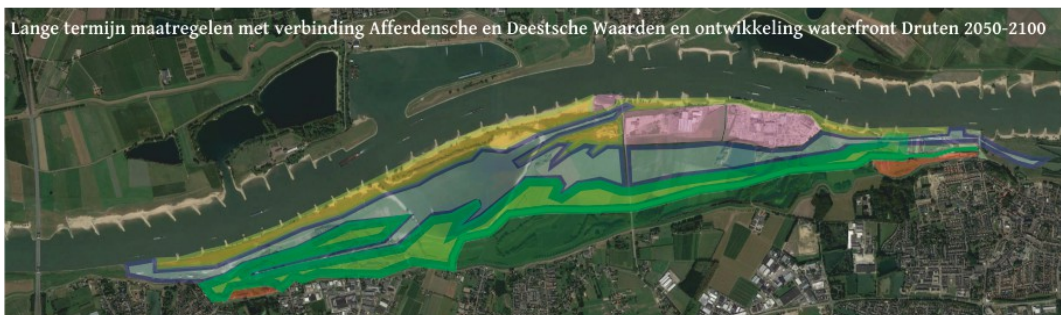 Lange termijn maatregelen met verbinding Afferdensche en Deestsche Waarden en ontwikkeling waterfront Druten 2050-2100